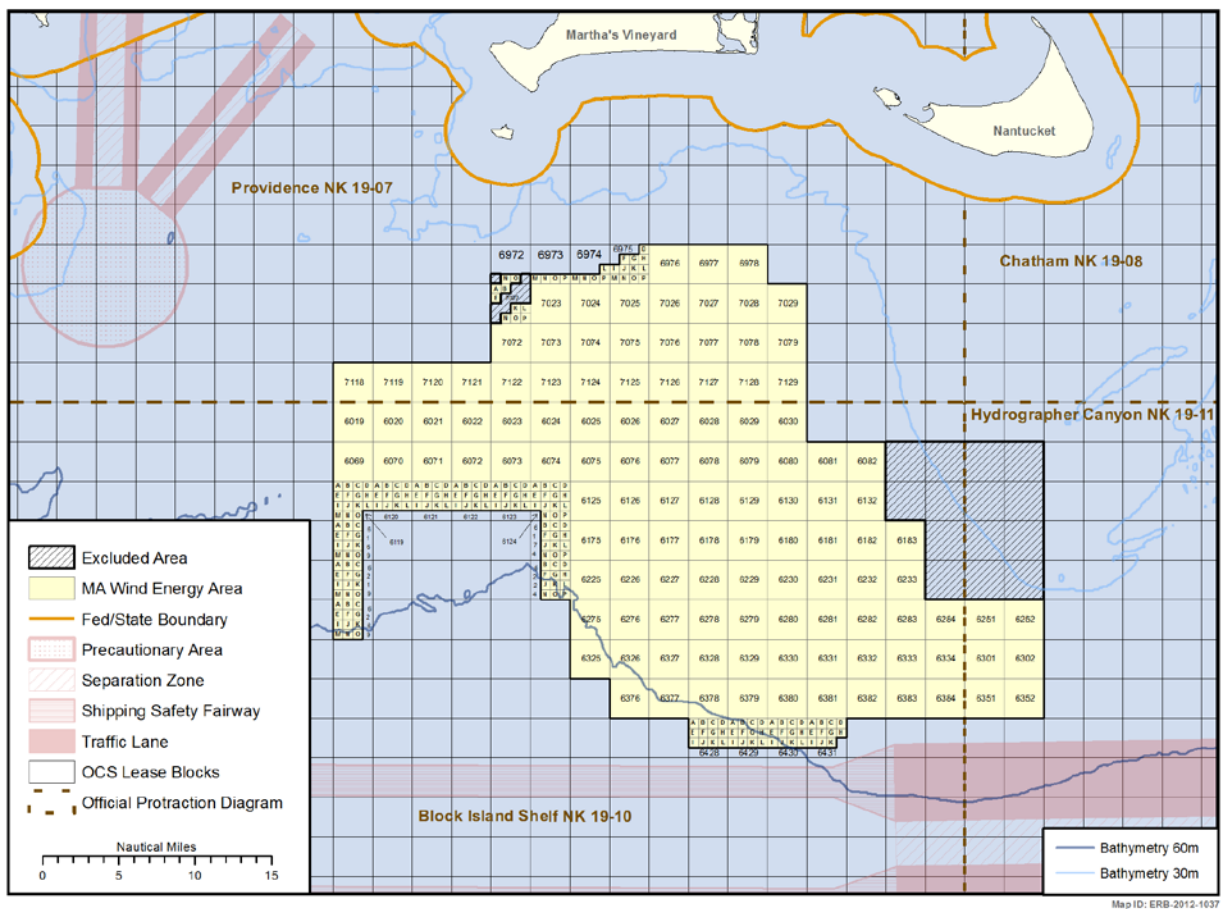 Martha's Vineyard
Nantucket
Providence NK 19-07
Chatham NK 19-08
Hydrographer Canyon NK 19-11
Block Island Shelf NK 19-10
6972 6973 6974 6975
6976 6977 6978
7023 7024 7025 7026 7027 7028 7029
7072 7073 7074 7075 7076 7077 7078 7079
7118 7119 7120 7121 7122 7123 7124 7125 7126 7127 7128 7129
6019 6020 6021 6022 6023 6024 6025 6026 6027 6028 6029 6030
6069 6070 6071 6072 6073 6074 6075 6076 6077 6078 6079 6080 6081 6082
6125 6126 6127 6128 6129 6130 6131 6132
6120 6121 6122 6123
6119 6124
6175 6176 6177 6178 6179 6180 6181 6182 6183
6225 6226 6227 6228 6229 6230 6231 6232 6233
6275 6276 6277 6278 6279 6280 6281 6282 6283 6284 6251 6252
6325 6326 6327 6328 6329 6330 6331 6332 6333 6334 6301 6302
6376 6377 6378 6379 6380 6381 6382 6383 6384 6351 6352
6428 6429 6430 6431
Excluded Area
MA Wind Energy Area
Fed/State Boundary
Precautionary Area
Separation Zone
Shipping Safety Fairway
Traffic Lane
OCS Lease Blocks
Official Protraction Diagram
Nautical Miles
0 5 10 15
Bathymetry 60m
Bathymetry 30m
Map ID: ERB-2012-1037